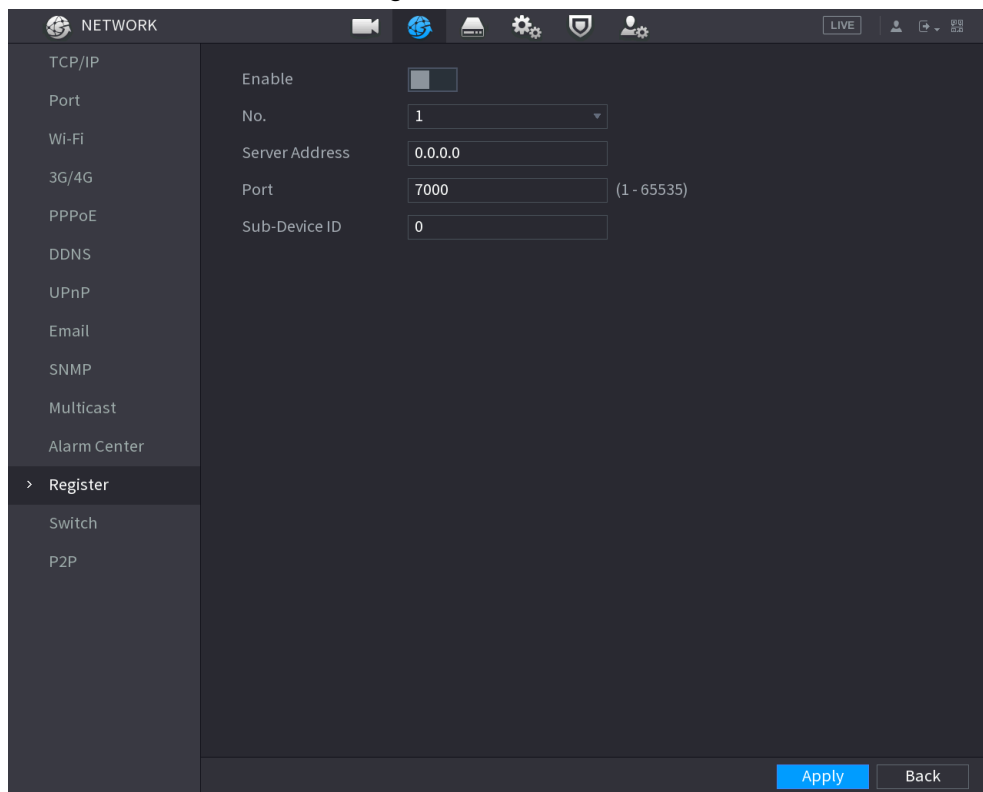 NETWORK
LIVE
TCP/IP
Port
Wi-Fi
3G/4G
PPPoE
DDNS
UPnP
Email
SNMP
Multicast
Alarm Center
> Register
Switch
P2P
Enable
No. 1
Server Address 0.0.0.0
Port 7000 (1 - 65535)
Sub-Device ID 0
Apply Back